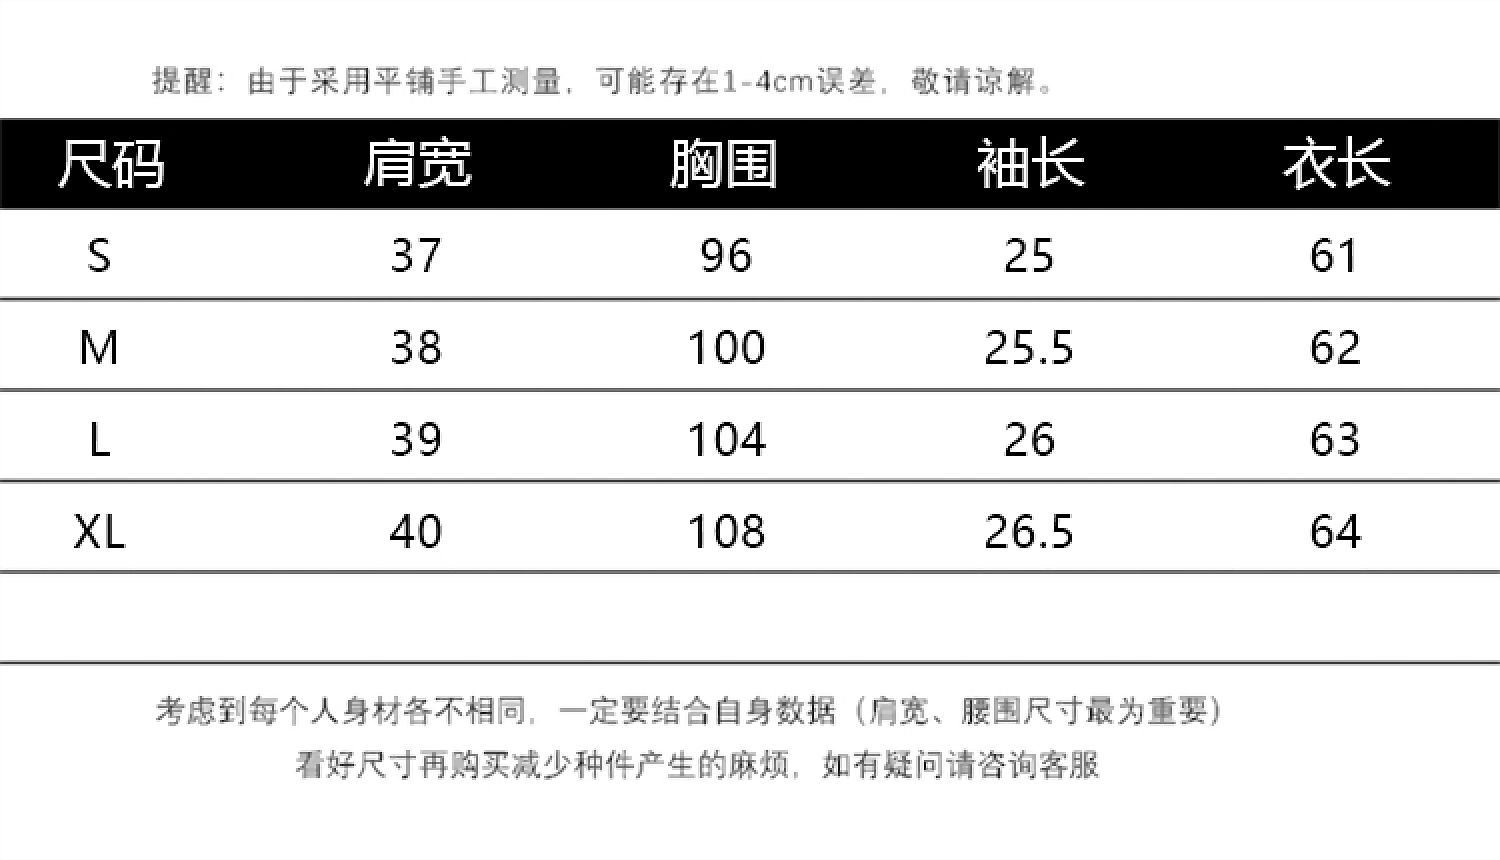 提醒：由于采用平铺手工测量，可能存在1-4cm误差，敬请谅解。
尺码 肩宽 胸围 袖长 衣长
S 37 96 25 61
M 38 100 25.5 62
L 39 104 26 63
XL 40 108 26.5 64
考虑到每个人身材各不相同，一定要结合自身数据（肩宽、腰围尺寸最为重要）
看好尺寸再购买减少种件产生的麻烦，如有疑问请咨询客服